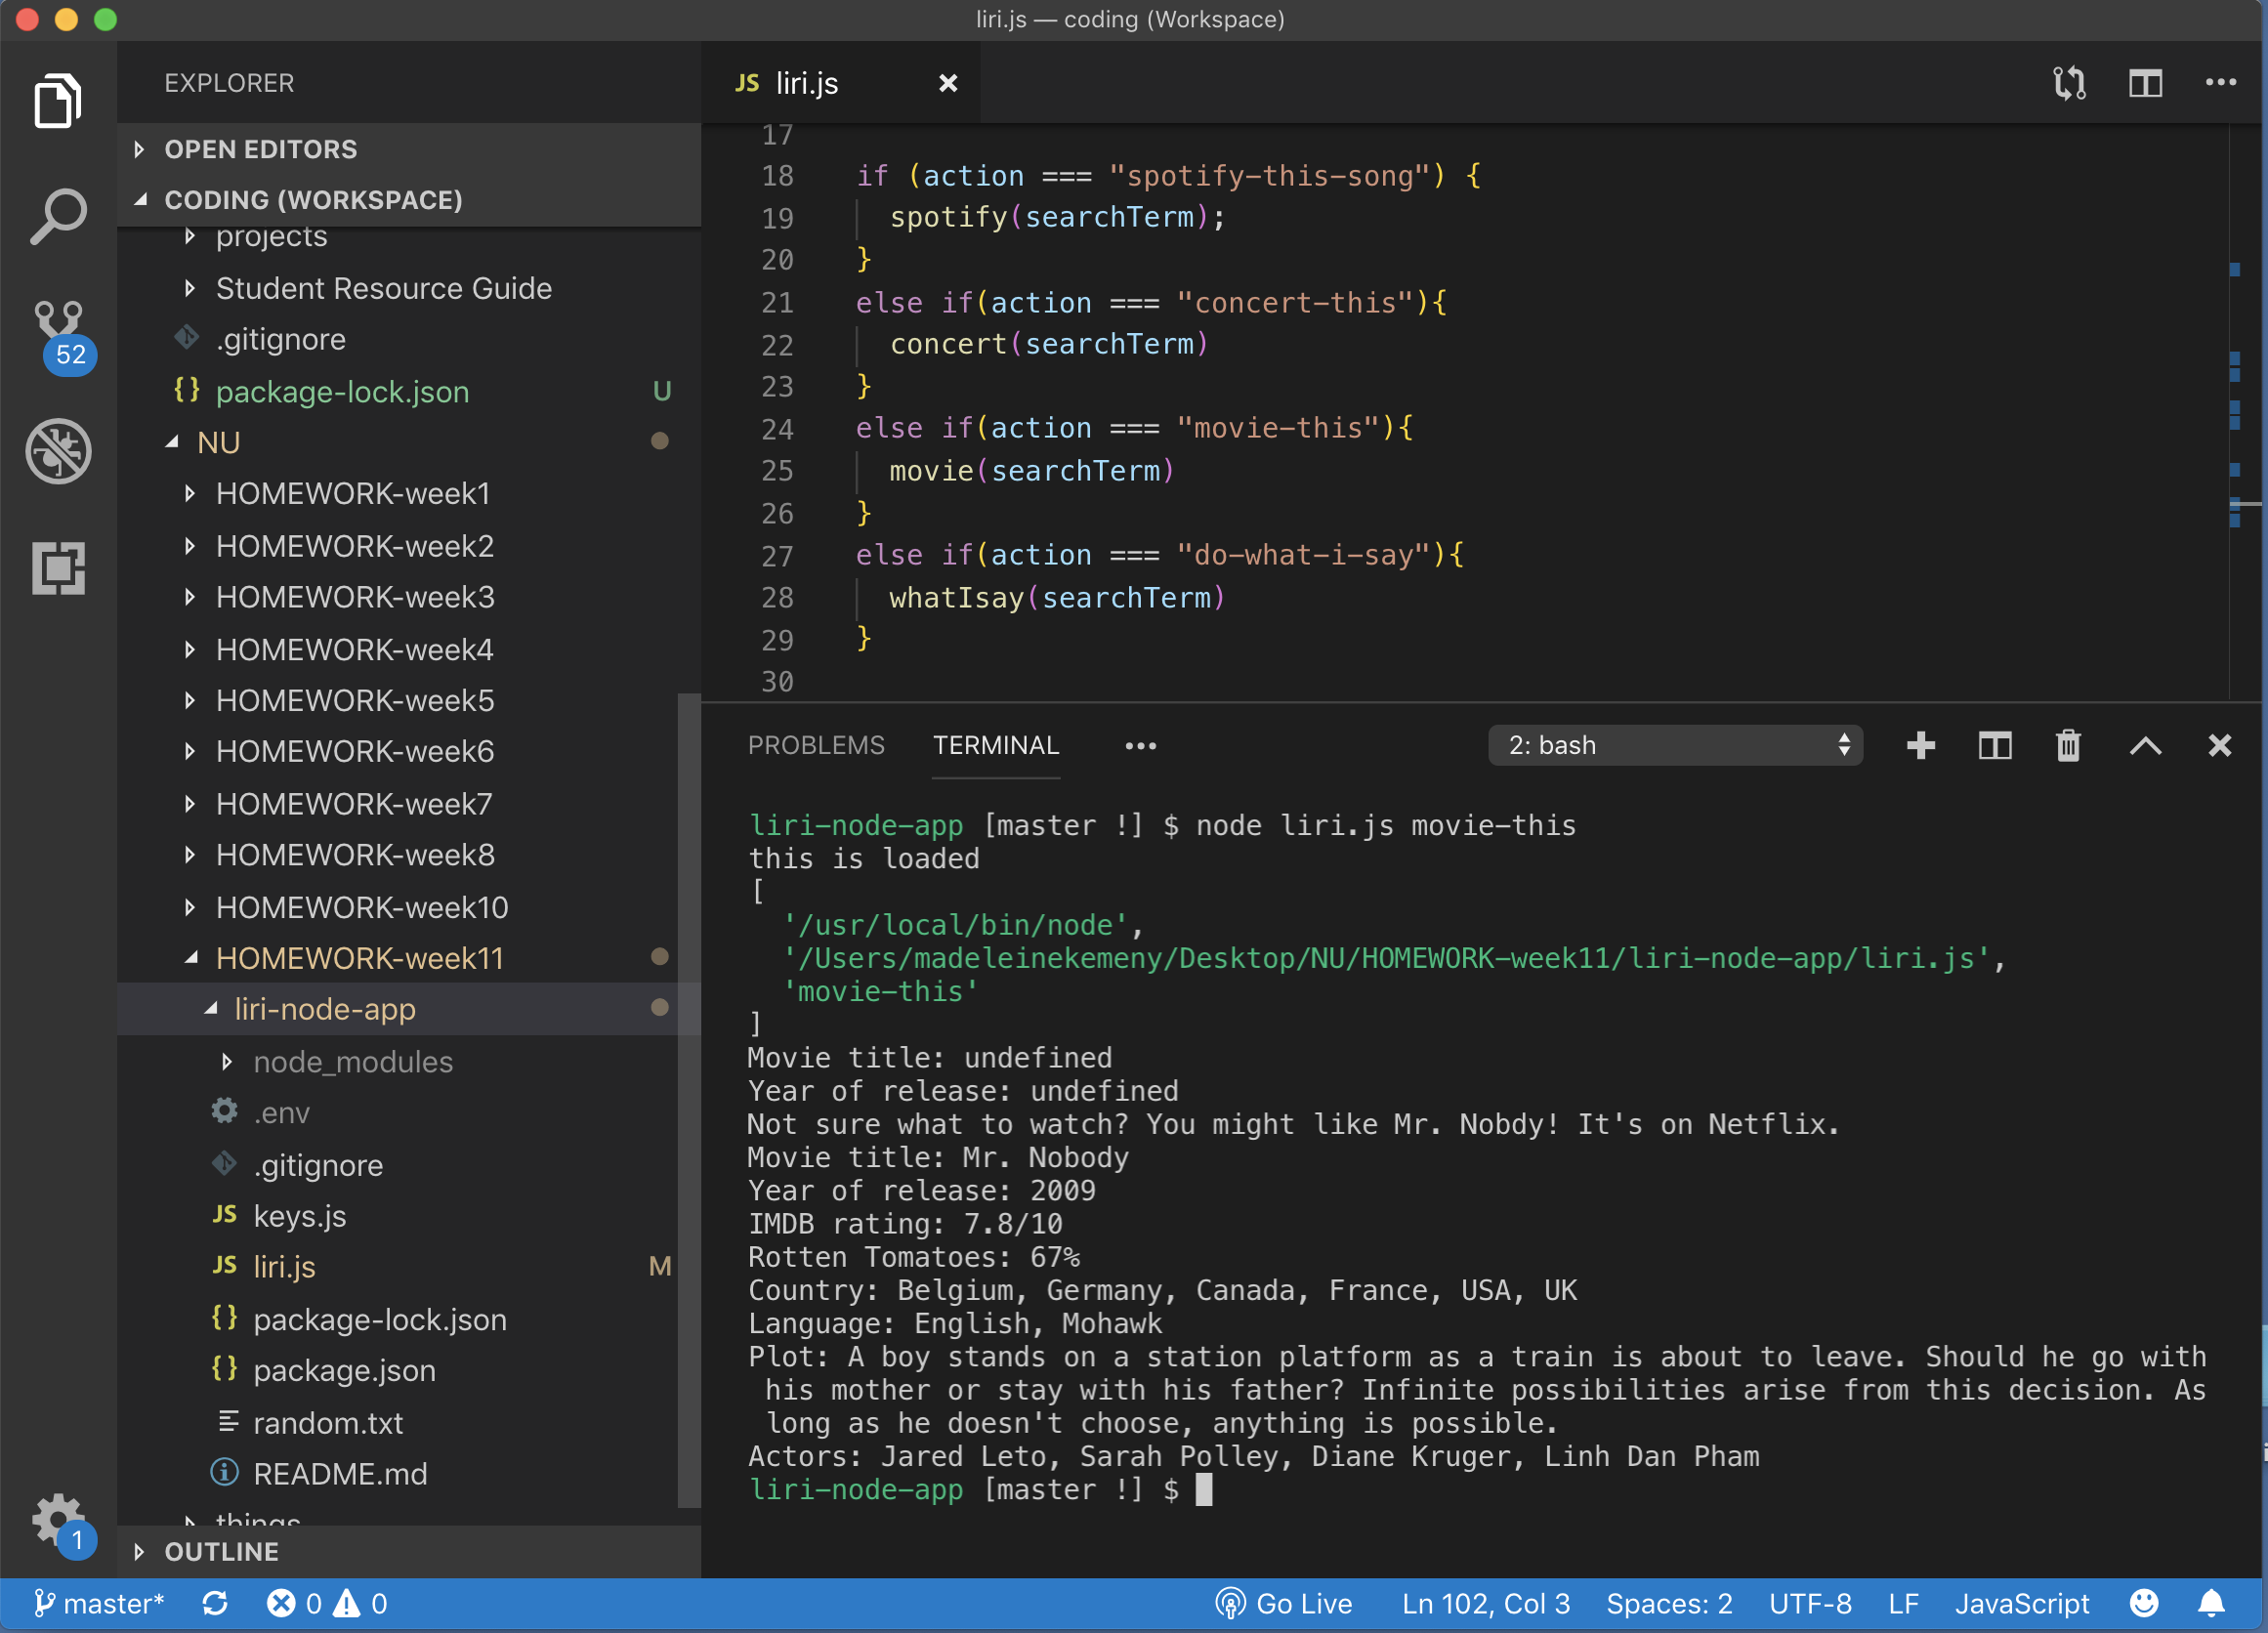 liri.js — coding (Workspace)
EXPLORER
OPEN EDITORS
CODING (WORKSPACE)
projects
Student Resource Guide
.gitignore
{} package-lock.json U
NU
HOMEWORK-week1
HOMEWORK-week2
HOMEWORK-week3
HOMEWORK-week4
HOMEWORK-week5
HOMEWORK-week6
HOMEWORK-week7
HOMEWORK-week8
HOMEWORK-week10
HOMEWORK-week11
liri-node-app
node_modules
.env
.gitignore
JS keys.js
JS liri.js M
{} package-lock.json
{} package.json
random.txt
README.md
things
OUTLINE
52
1
JS liri.js
17
18 if (action === "spotify-this-song") {
19 spotify(searchTerm);
20 }
21 else if(action === "concert-this"){
22 concert(searchTerm)
23 }
24 else if(action === "movie-this"){
25 movie(searchTerm)
26 }
27 else if(action === "do-what-i-say"){
28 whatIsay(searchTerm)
29 }
30
PROBLEMS TERMINAL 2: bash
liri-node-app [master !] $ node liri.js movie-this
this is loaded
[
'/usr/local/bin/node',
'/Users/madeleinekemeny/Desktop/NU/HOMEWORK-week11/liri-node-app/liri.js',
'movie-this'
]
Movie title: undefined
Year of release: undefined
Not sure what to watch? You might like Mr. Nobdy! It's on Netflix.
Movie title: Mr. Nobody
Year of release: 2009
IMDB rating: 7.8/10
Rotten Tomatoes: 67%
Country: Belgium, Germany, Canada, France, USA, UK
Language: English, Mohawk
Plot: A boy stands on a station platform as a train is about to leave. Should he go with
his mother or stay with his father? Infinite possibilities arise from this decision. As
long as he doesn't choose, anything is possible.
Actors: Jared Leto, Sarah Polley, Diane Kruger, Linh Dan Pham
liri-node-app [master !] $
master* 0 0 Go Live Ln 102, Col 3 Spaces: 2 UTF-8 LF JavaScript